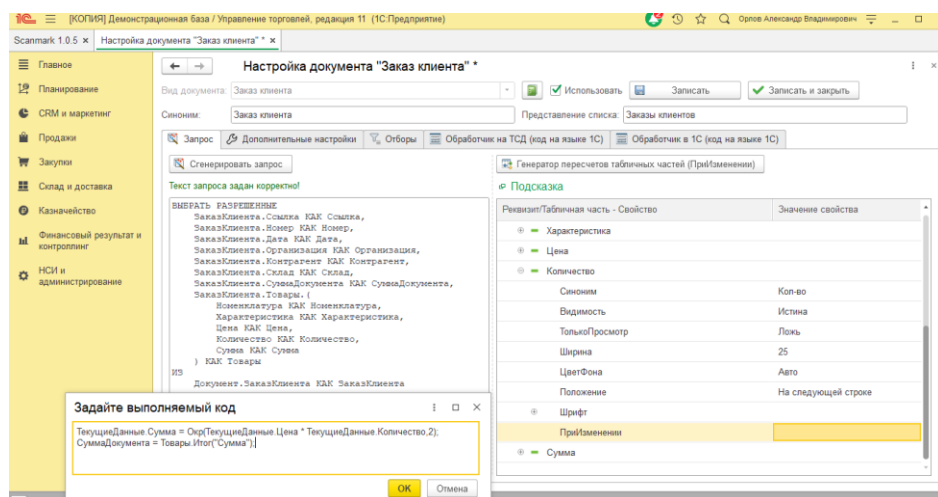 1С [КОПИЯ] Демонстрационная база / Управление торговлей, редакция 11 (1С:Предприятие) Орлов Александр Владимирович
Scanmark 1.0.5 × Настройка документа "Заказ клиента" * ×
Главное
Планирование
CRM и маркетинг
Продажи
Закупки
Склад и доставка
Казначейство
Финансовый результат и
контроллинг
НСИ и
администрирование
Настройка документа "Заказ клиента" *
Вид документа: Заказ клиента Использовать Записать Записать и закрыть
Синоним: Заказ клиента Представление списка: Заказы клиентов
Запрос Дополнительные настройки Отборы Обработчик на ТСД (код на языке 1С) Обработчик в 1С (код на языке 1С)
Сгенерировать запрос Генератор пересчетов табличных частей (ПриИзменении)
Текст запроса задан корректно!
Подсказка
ВЫБРАТЬ РАЗРЕШЕННЫЕ
ЗаказКлиента.Ссылка КАК Ссылка,
ЗаказКлиента.Номер КАК Номер,
ЗаказКлиента.Дата КАК Дата,
ЗаказКлиента.Организация КАК Организация,
ЗаказКлиента.Контрагент КАК Контрагент,
ЗаказКлиента.Склад КАК Склад,
ЗаказКлиента.СуммаДокумента КАК СуммаДокумента,
ЗаказКлиента.Товары.(
Номенклатура КАК Номенклатура,
Характеристика КАК Характеристика,
Цена КАК Цена,
Количество КАК Количество,
Сумма КАК Сумма
) КАК Товары
ИЗ
Документ.ЗаказКлиента КАК ЗаказКлиента
Реквизит/Табличная часть - Свойство Значение свойства
Характеристика
Цена
Количество
Синоним Кол-во
Видимость Истина
ТолькоПросмотр Ложь
Ширина 25
ЦветФона Авто
Положение На следующей строке
Шрифт
ПриИзменении
Сумма
Задайте выполняемый код
ТекущиеДанные.Сумма = Окр(ТекущиеДанные.Цена * ТекущиеДанные.Количество,2);
СуммаДокумента = Товары.Итог("Сумма");
ОК Отмена